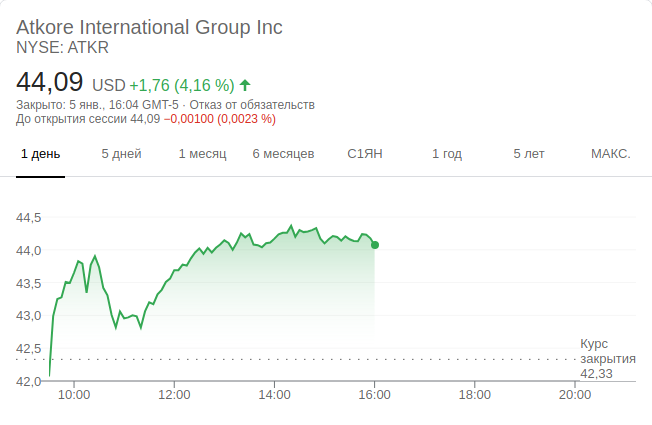 Atkore International Group Inc
NYSE: ATKR
44,09 USD +1,76 (4,16 %)
Закрыто: 5 янв., 16:04 GMT-5 · Отказ от обязательств
До открытия сессии 44,09 −0,00100 (0,0023 %)
1 день 5 дней 1 месяц 6 месяцев С1ЯН 1 год 5 лет МАКС.
44,5
44,0
43,5
43,0
42,5
42,0
Курс
закрытия
42,33
10:00 12:00 14:00 16:00 18:00 20:00